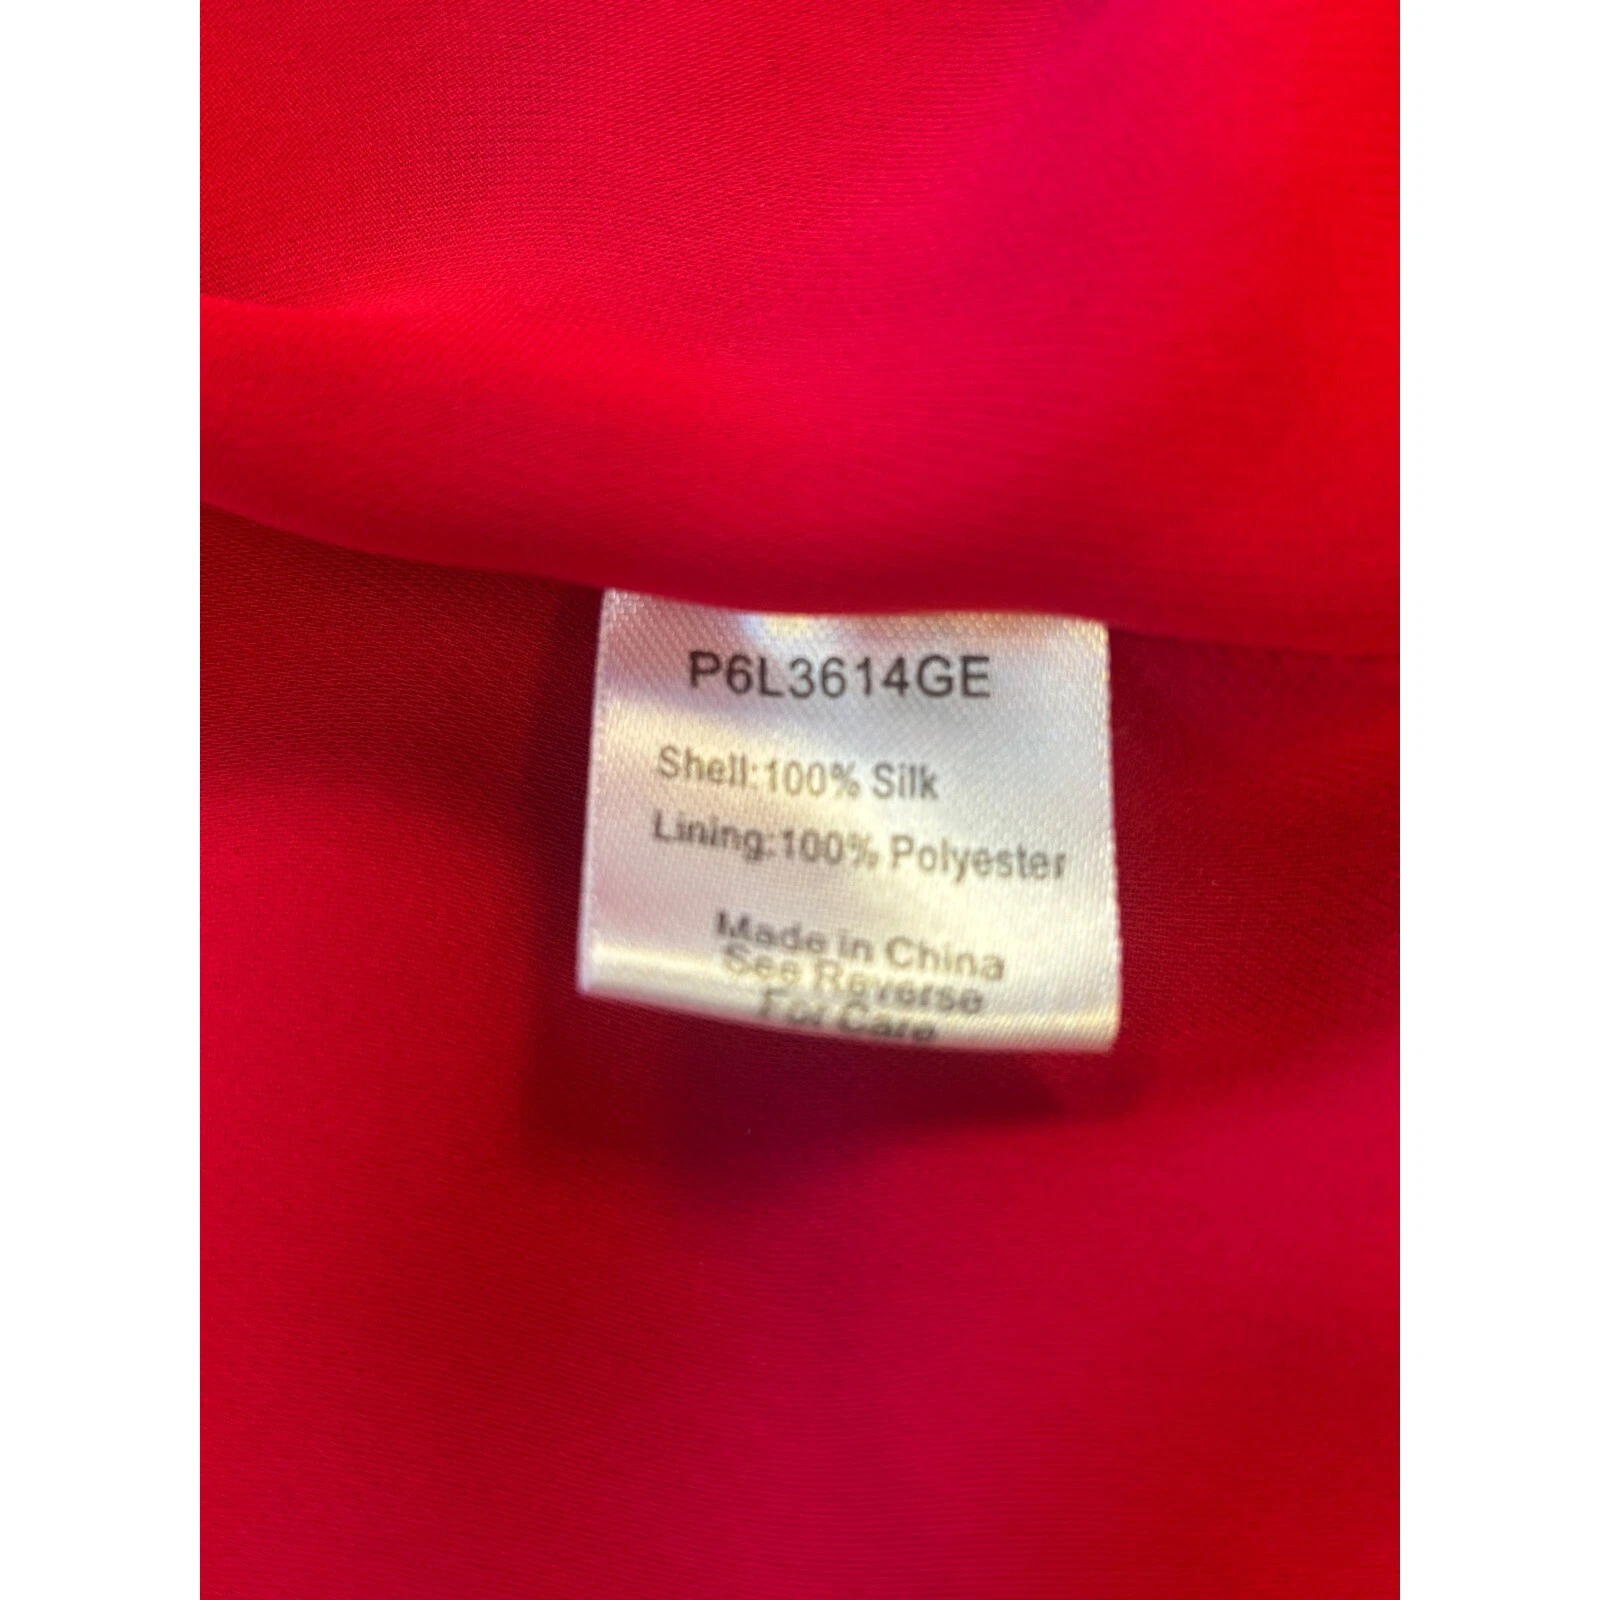 P6L3614GE
Shell:100% Silk
Lining:100% Polyester
Made in China
See Reverse
For Care